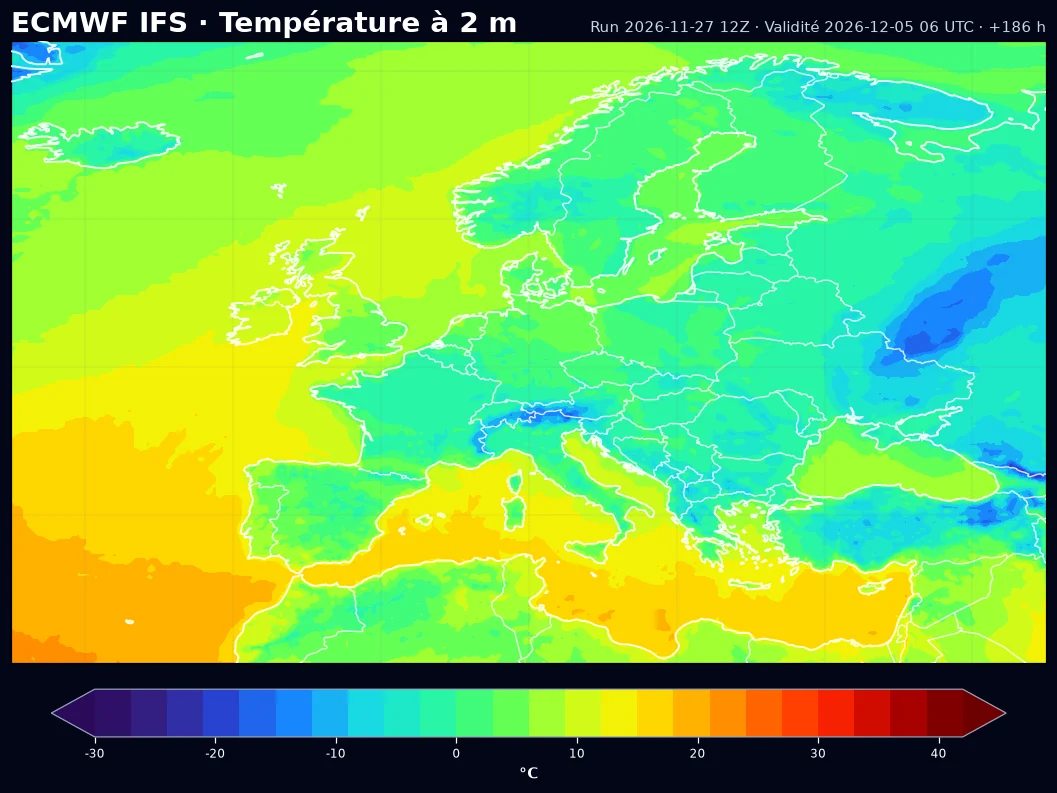 ECMWF IFS · Température à 2 m
Run 2026-11-27 12Z · Validité 2026-12-05 06 UTC · +186 h
-30 -20 -10 0 10 20 30 40
°C